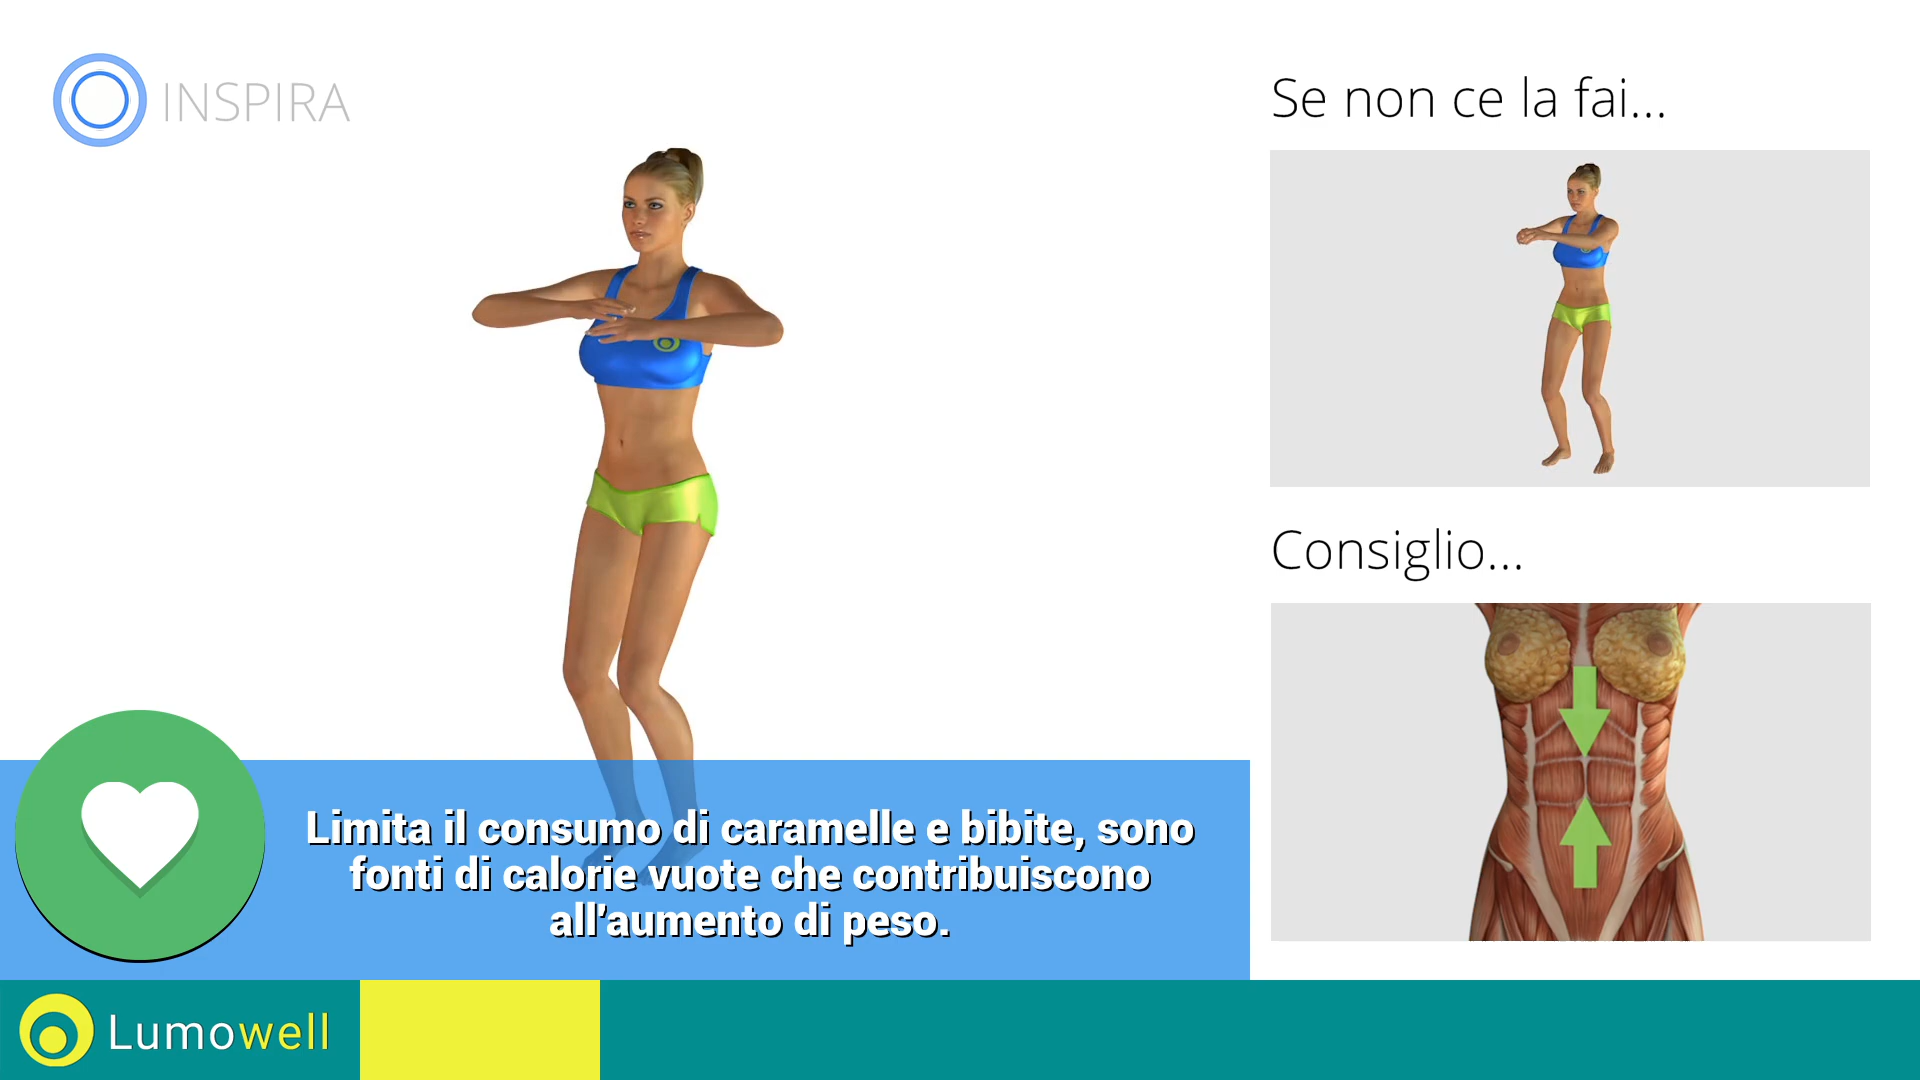 INSPIRA
Se non ce la fai...
Consiglio...
Limita il consumo di caramelle e bibite, sono
fonti di calorie vuote che contribuiscono
all'aumento di peso.
Lumowell